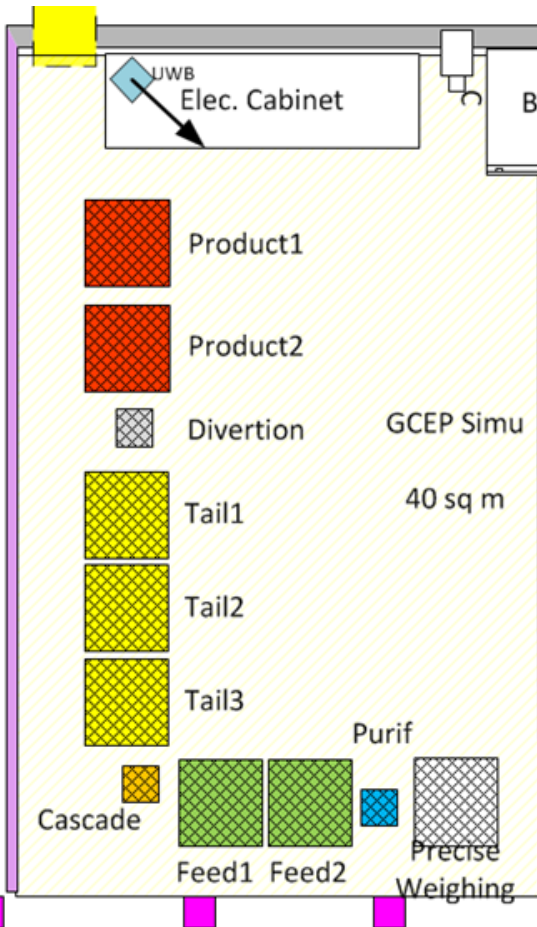 UWB
Elec. Cabinet
C
B
Product1
Product2
Divertion
GCEP Simu
Tail1
40 sq m
Tail2
Tail3
Purif
Cascade
Feed1
Feed2
Precise
Weighing